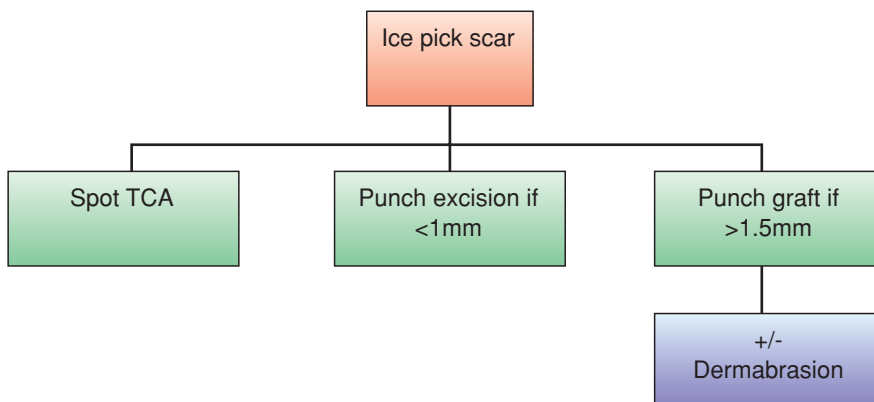 Ice pick scar
Spot TCA
Punch excision if
<1mm
Punch graft if
>1.5mm
+/-
Dermabrasion